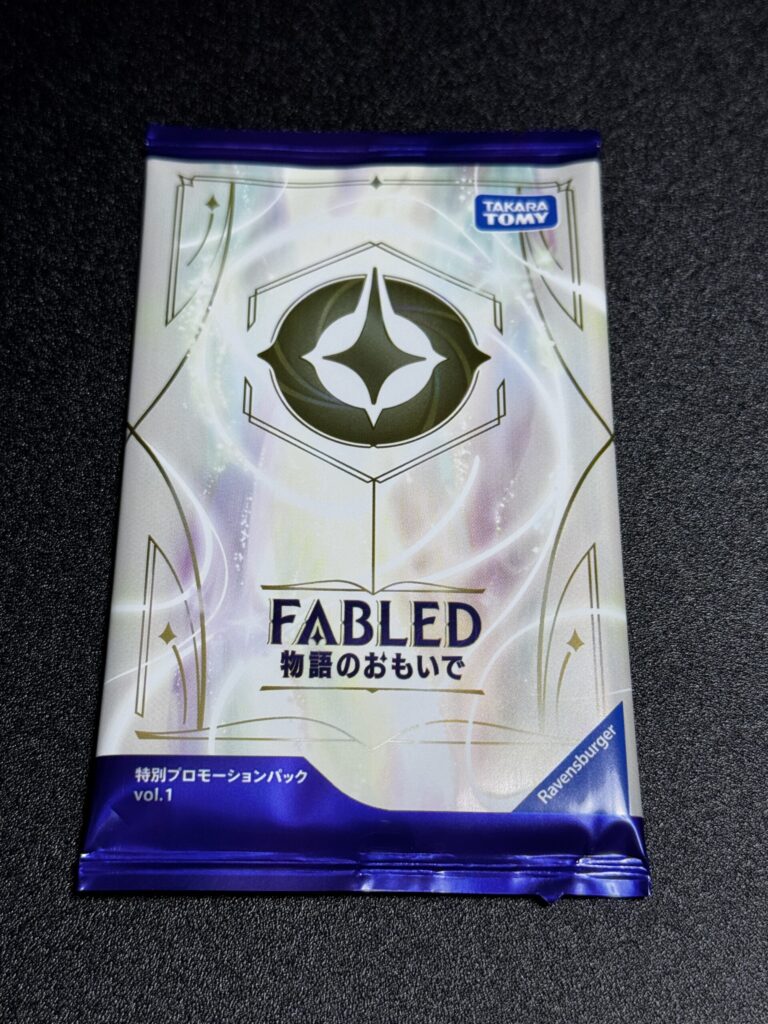 TAKARA
TOMY
FABLED
物語のおもいで
特別プロモーションパック
vol.1
Ravensburger